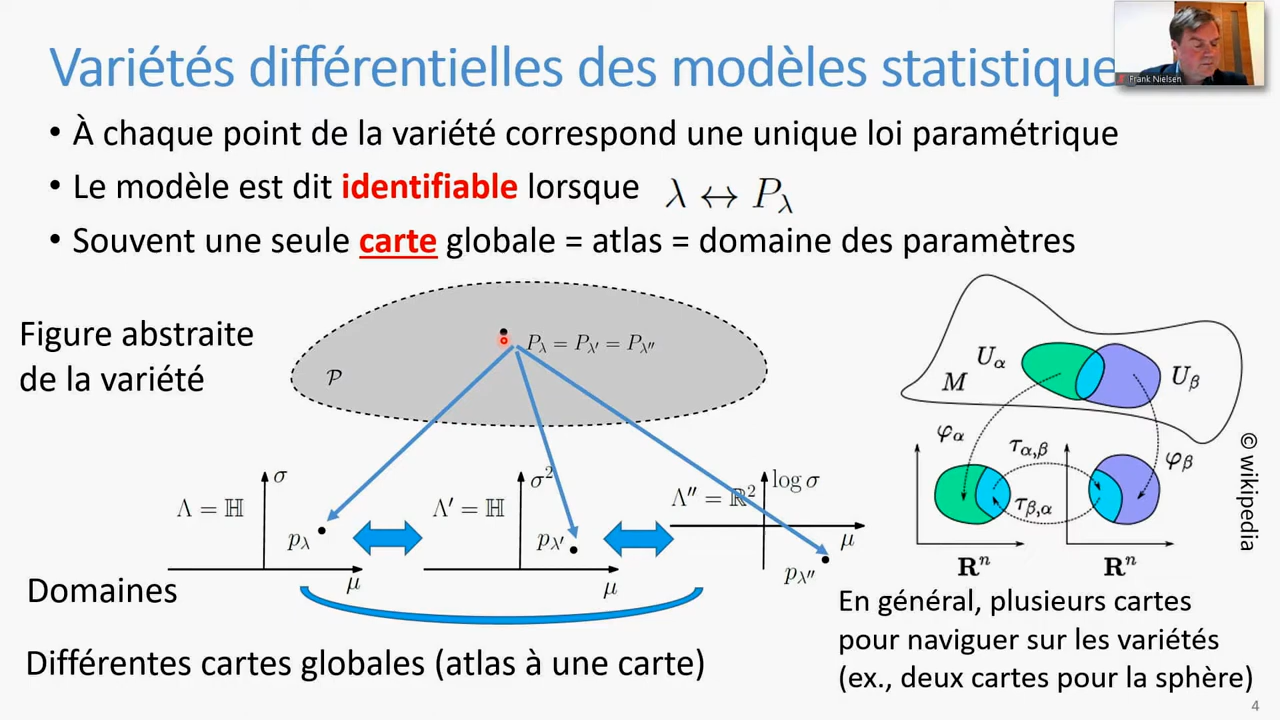 Variétés différentielles des modèles statistique
Frank Nielsen
• À chaque point de la variété correspond une unique loi paramétrique
• Le modèle est dit identifiable lorsque λ ↔ P_λ
• Souvent une seule carte globale = atlas = domaine des paramètres
Figure abstraite
de la variété
𝒫
P_λ = P_λ′ = P_λ″
Λ = ℍ
σ
p_λ
μ
Λ′ = ℍ
σ²
p_λ′
μ
Λ″ = ℝ²
log σ
μ
p_λ″
Domaines
Différentes cartes globales (atlas à une carte)
M
U_α
U_β
φ_α
τ_α,β
φ_β
τ_β,α
Rⁿ
Rⁿ
© wikipedia
En général, plusieurs cartes
pour naviguer sur les variétés
(ex., deux cartes pour la sphère)
4